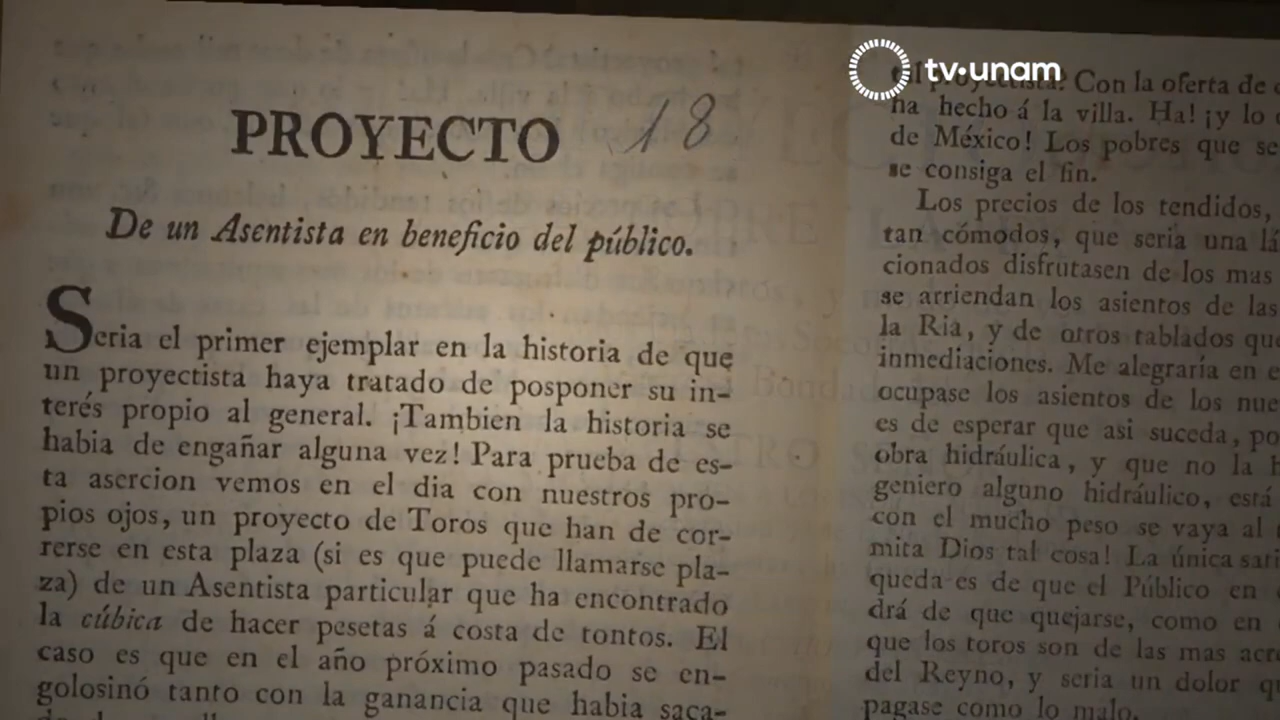 tv.unam
PROYECTO 18
De un Asentista en beneficio del público.
Seria el primer ejemplar en la historia de que
un proyectista haya tratado de posponer su in-
terés propio al general. ¡Tambien la historia se
habia de engañar alguna vez! Para prueba de es-
ta asercion vemos en el dia con nuestros pro-
pios ojos, un proyecto de Toros que han de cor-
rerse en esta plaza (si es que puede llamarse pla-
za) de un Asentista particular que ha encontrado
la cúbica de hacer pesetas á costa de tontos. El
caso es que en el año próximo pasado se en-
golosinó tanto con la ganancia que habia saca-
proyectista? Con la oferta de
ha hecho á la villa. Ha! ¡y lo
de México! Los pobres que se
se consiga el fin.
Los precios de los tendidos,
tan cómodos, que seria una lá
cionados disfrutasen de los mas
se arriendan los asientos de las
la Ria, y de otros tablados que
inmediaciones. Me alegraría en e
ocupase los asientos de los nue
es de esperar que asi suceda, po
obra hidráulica, y que no la h
geniero alguno hidráulico, está
con el mucho peso se vaya al
mita Dios tal cosa! La única sati
queda es de que el Público en
drá de que quejarse, como en
que los toros son de las mas acre
del Reyno, y seria un dolor qu
pagase como lo malo.